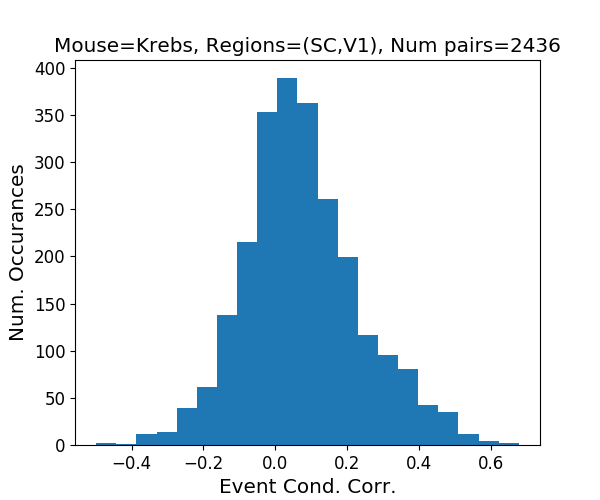 Mouse=Krebs, Regions=(SC,V1), Num pairs=2436
400
350
300
250
200
150
100
50
0
Num. Occurances
−0.4 −0.2 0.0 0.2 0.4 0.6
Event Cond. Corr.